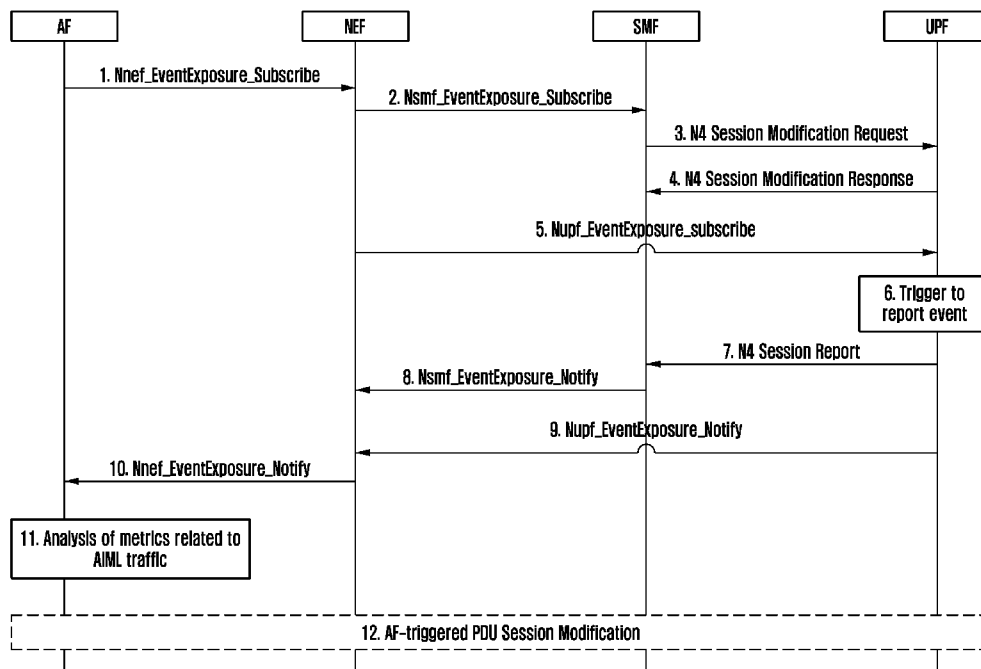 AF NEF SMF UPF
1. Nnef_EventExposure_Subscribe
2. Nsmf_EventExposure_Subscribe
3. N4 Session Modification Request
4. N4 Session Modification Response
5. Nupf_EventExposure_subscribe
6. Trigger to
report event
7. N4 Session Report
8. Nsmf_EventExposure_Notify
9. Nupf_EventExposure_Notify
10. Nnef_EventExposure_Notify
11. Analysis of metrics related to
AIML traffic
12. AF-triggered PDU Session Modification